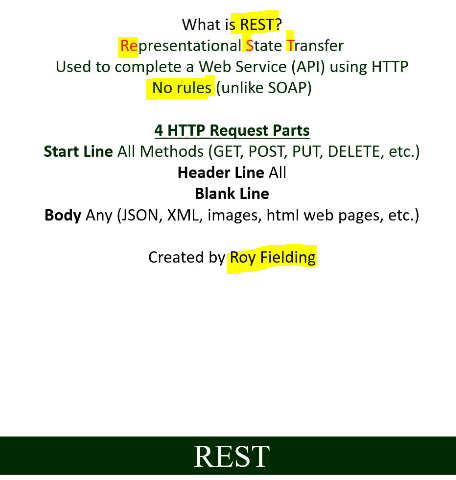 What is REST?
Representational State Transfer
Used to complete a Web Service (API) using HTTP
No rules (unlike SOAP)
4 HTTP Request Parts
Start Line All Methods (GET, POST, PUT, DELETE, etc.)
Header Line All
Blank Line
Body Any (JSON, XML, images, html web pages, etc.)
Created by Roy Fielding
REST